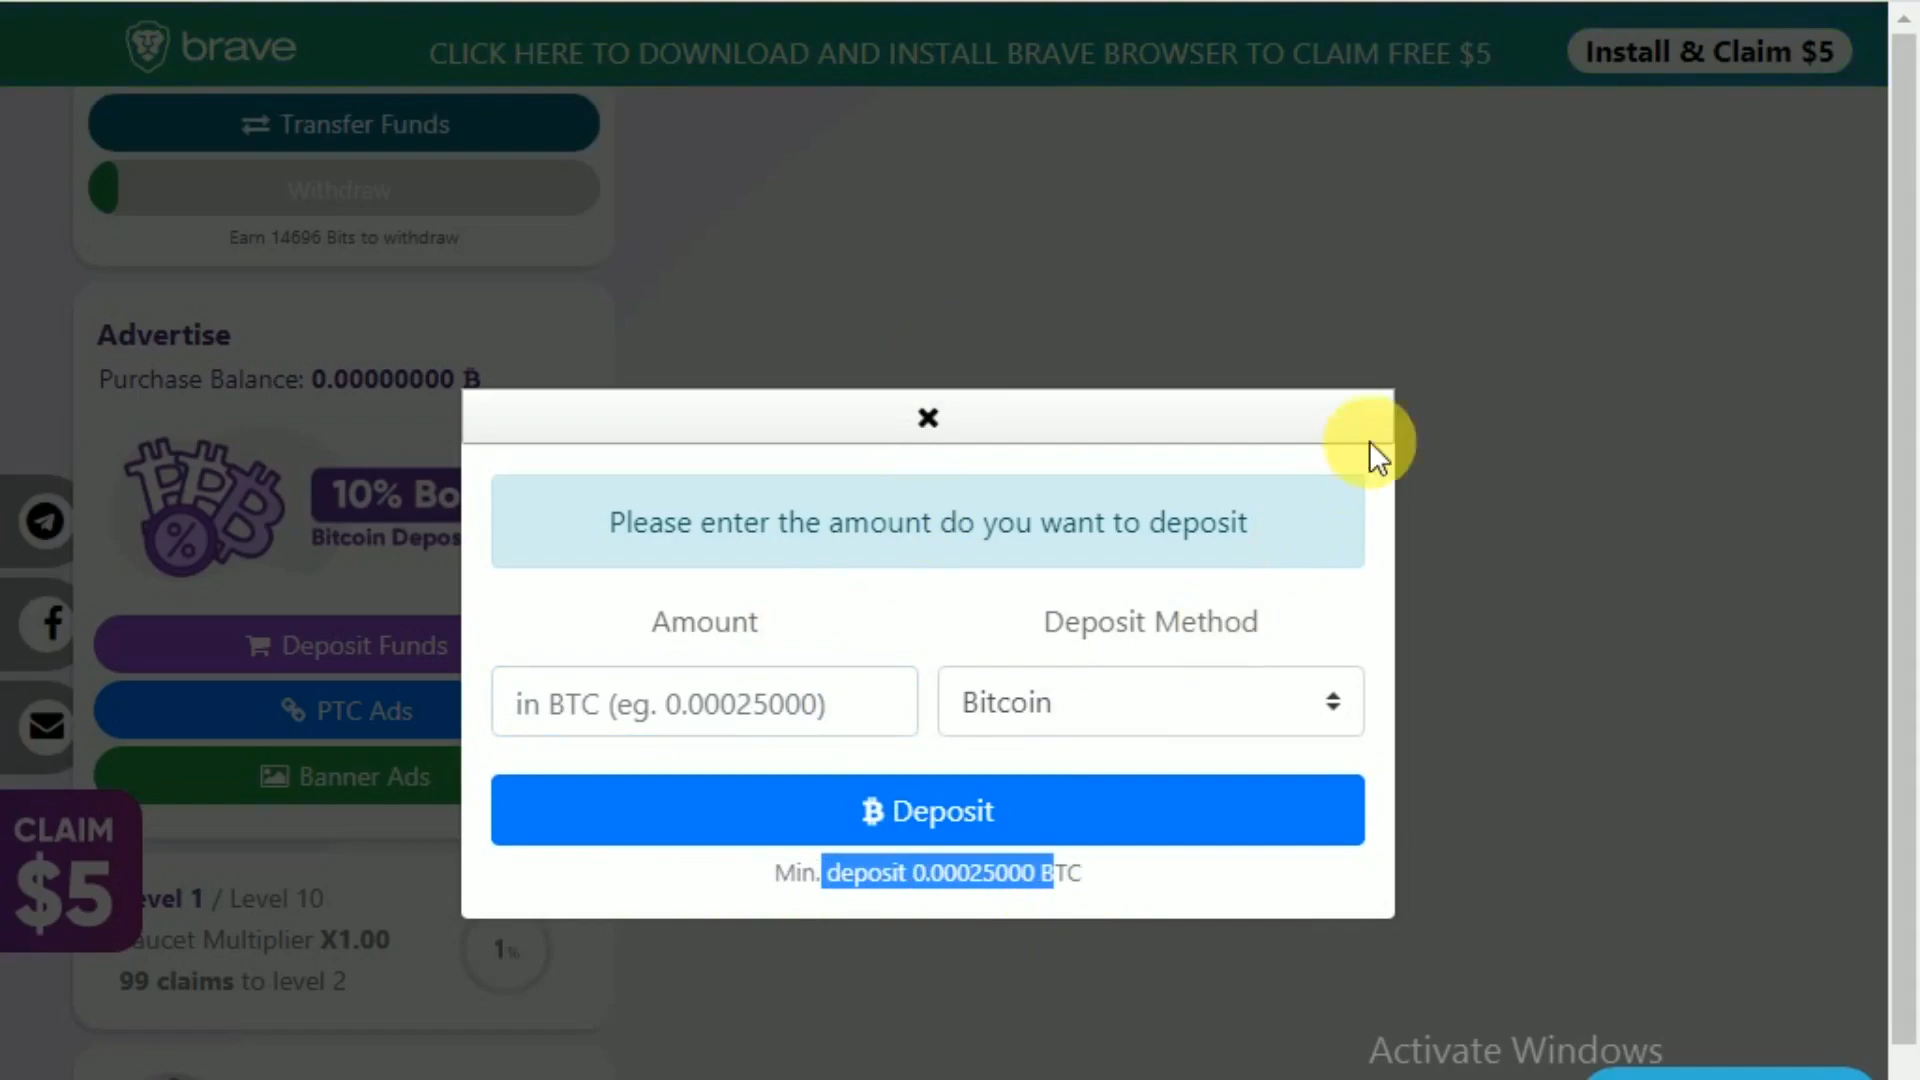 brave
CLICK HERE TO DOWNLOAD AND INSTALL BRAVE BROWSER TO CLAIM FREE $5
Install & Claim $5
Transfer Funds
Withdraw
Earn 14696 Bits to withdraw
Advertise
Purchase Balance: 0.00000000 ₿
10% Bo
Bitcoin Depos
Deposit Funds
PTC Ads
Banner Ads
CLAIM
$5
evel 1 / Level 10
aucet Multiplier X1.00
99 claims to level 2
1%
Please enter the amount do you want to deposit
Amount
Deposit Method
in BTC (eg. 0.00025000)
Bitcoin
₿ Deposit
Min. deposit 0.00025000 BTC
Activate Windows